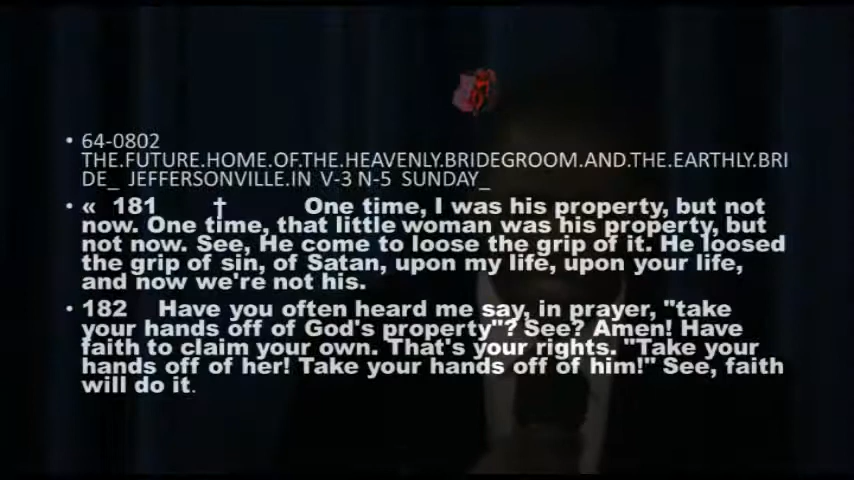 • 64-0802
THE.FUTURE.HOME.OF.THE.HEAVENLY.BRIDEGROOM.AND.THE.EARTHLY.BRI
DE_ JEFFERSONVILLE.IN V-3 N-5 SUNDAY_
• « 181 † One time, I was his property, but not
now. One time, that little woman was his property, but
not now. See, He come to loose the grip of it. He loosed
the grip of sin, of Satan, upon my life, upon your life,
and now we're not his.
• 182 Have you often heard me say, in prayer, "take
your hands off of God's property"? See? Amen! Have
faith to claim your own. That's your rights. "Take your
hands off of her! Take your hands off of him!" See, faith
will do it.